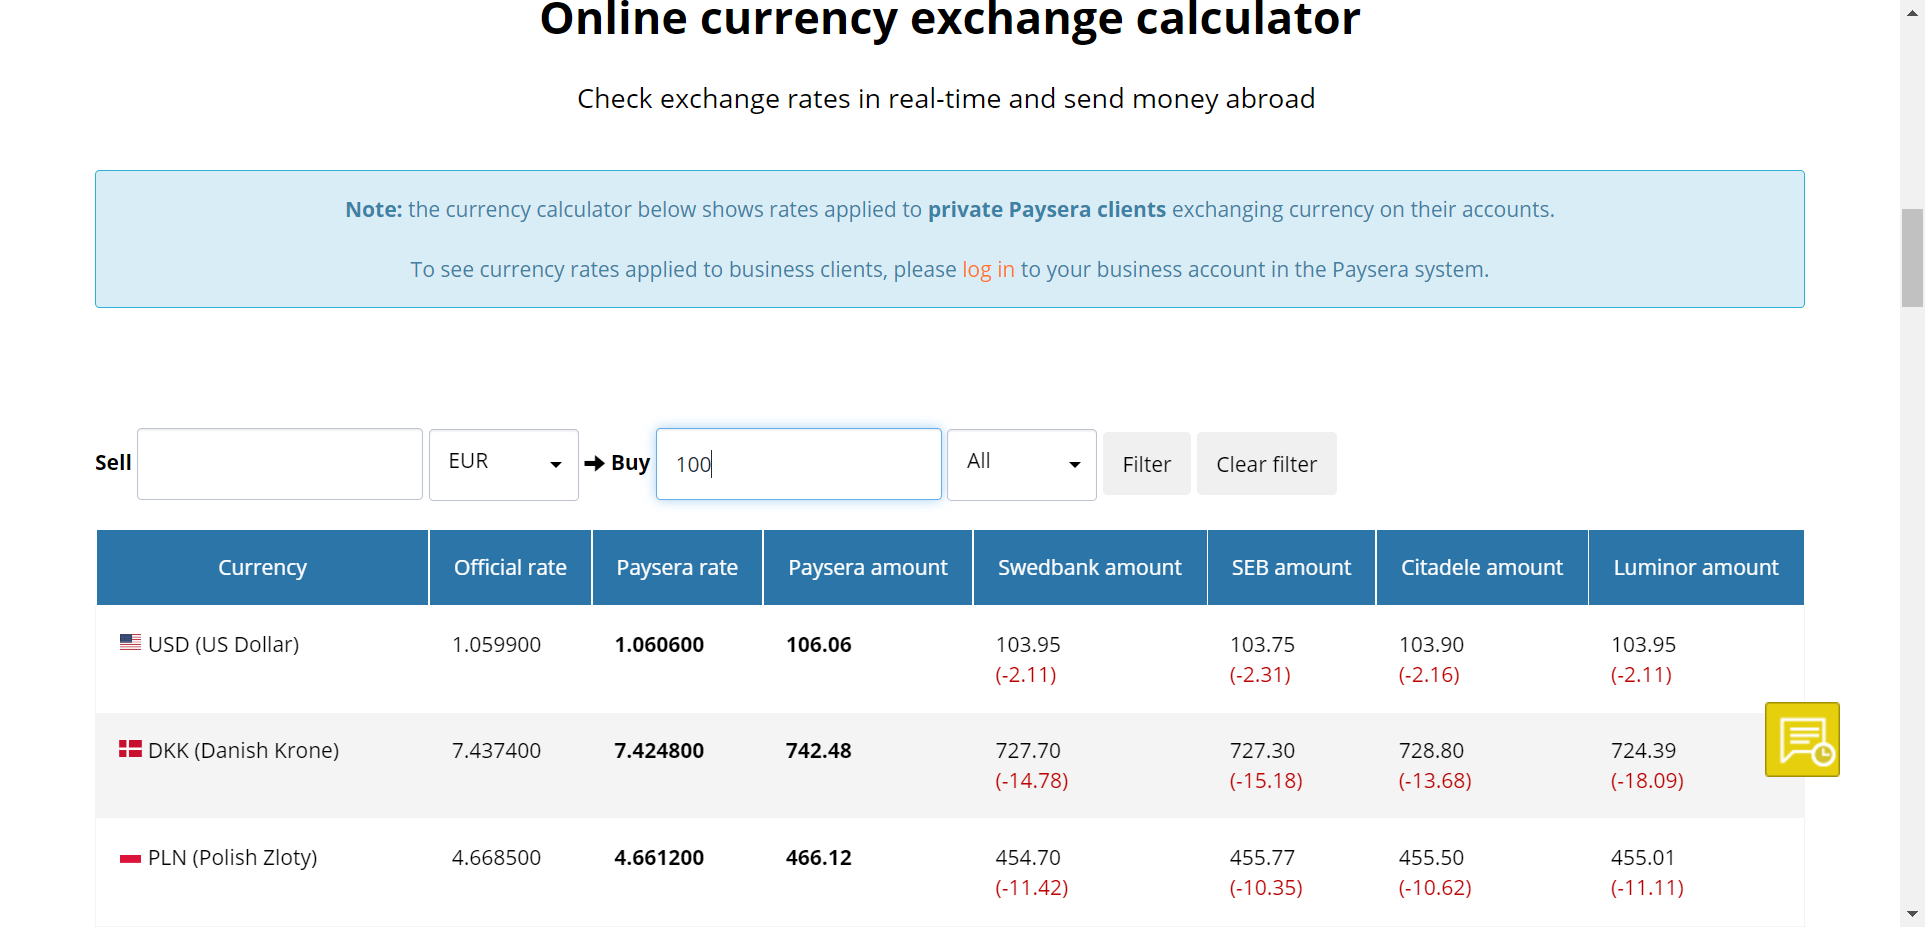 Online currency exchange calculator
Check exchange rates in real-time and send money abroad
Note: the currency calculator below shows rates applied to private Paysera clients exchanging currency on their accounts.
To see currency rates applied to business clients, please log in to your business account in the Paysera system.
Sell EUR Buy 100 All Filter Clear filter
Currency Official rate Paysera rate Paysera amount Swedbank amount SEB amount Citadele amount Luminor amount
USD (US Dollar) 1.059900 1.060600 106.06 103.95 103.75 103.90 103.95
(-2.11) (-2.31) (-2.16) (-2.11)
DKK (Danish Krone) 7.437400 7.424800 742.48 727.70 727.30 728.80 724.39
(-14.78) (-15.18) (-13.68) (-18.09)
PLN (Polish Zloty) 4.668500 4.661200 466.12 454.70 455.77 455.50 455.01
(-11.42) (-10.35) (-10.62) (-11.11)